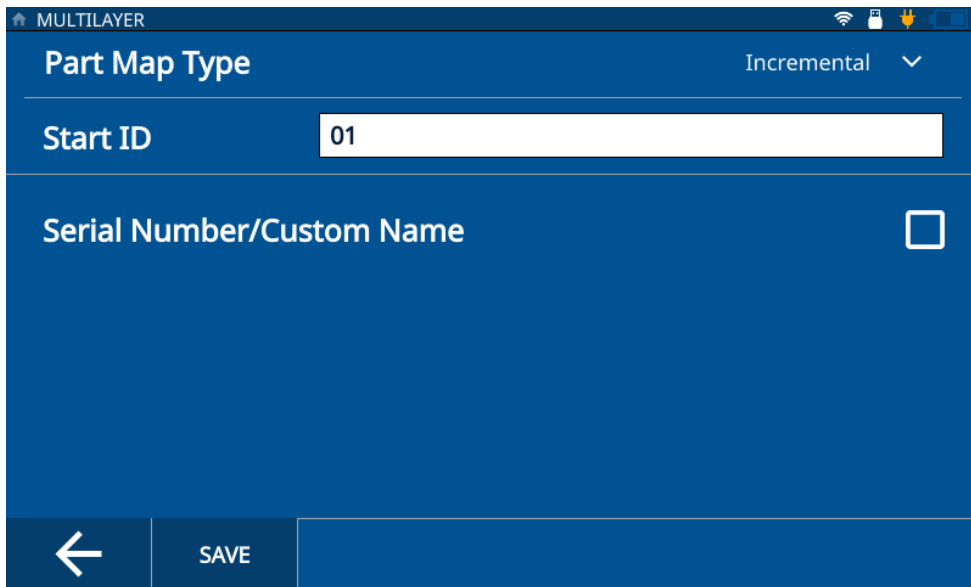 MULTILAYER
Part Map Type Incremental
Start ID 01
Serial Number/Custom Name
SAVE